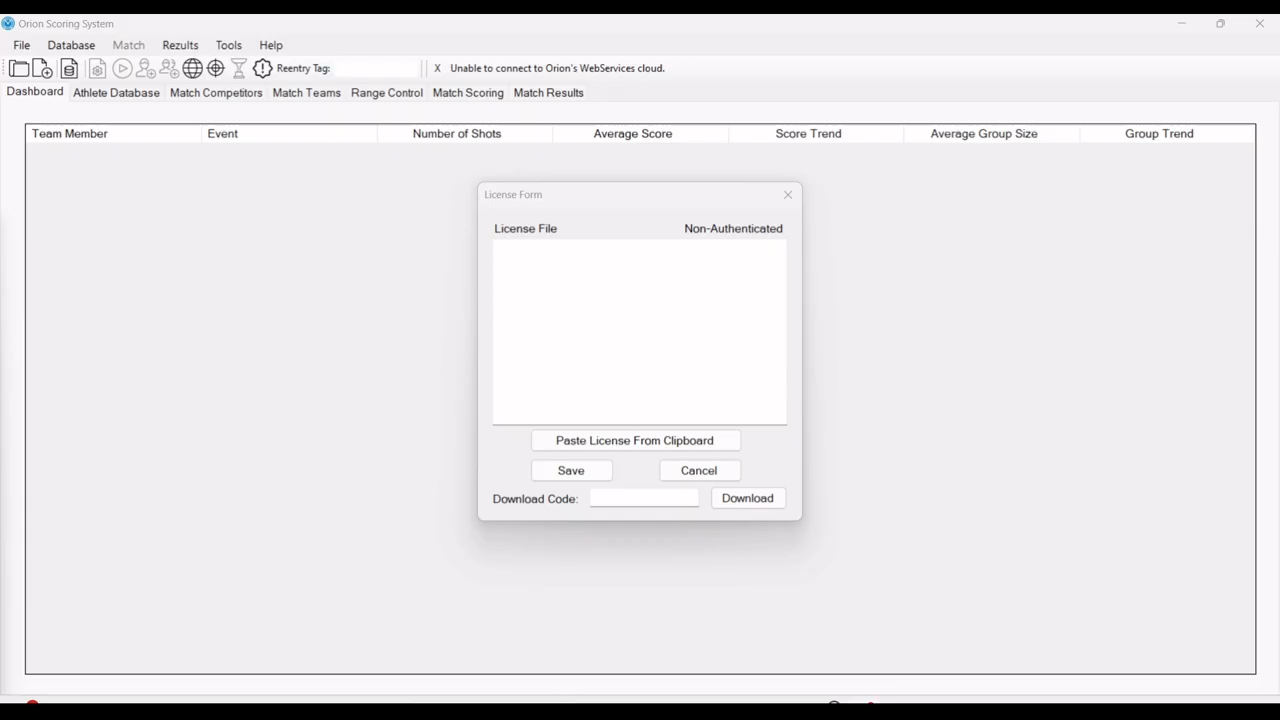 Orion Scoring System
File Database Match Rezults Tools Help
Reentry Tag: X Unable to connect to Orion's WebServices cloud.
Dashboard Athlete Database Match Competitors Match Teams Range Control Match Scoring Match Results
Team Member Event Number of Shots Average Score Score Trend Average Group Size Group Trend
License Form
License File Non-Authenticated
Paste License From Clipboard
Save Cancel
Download Code: Download